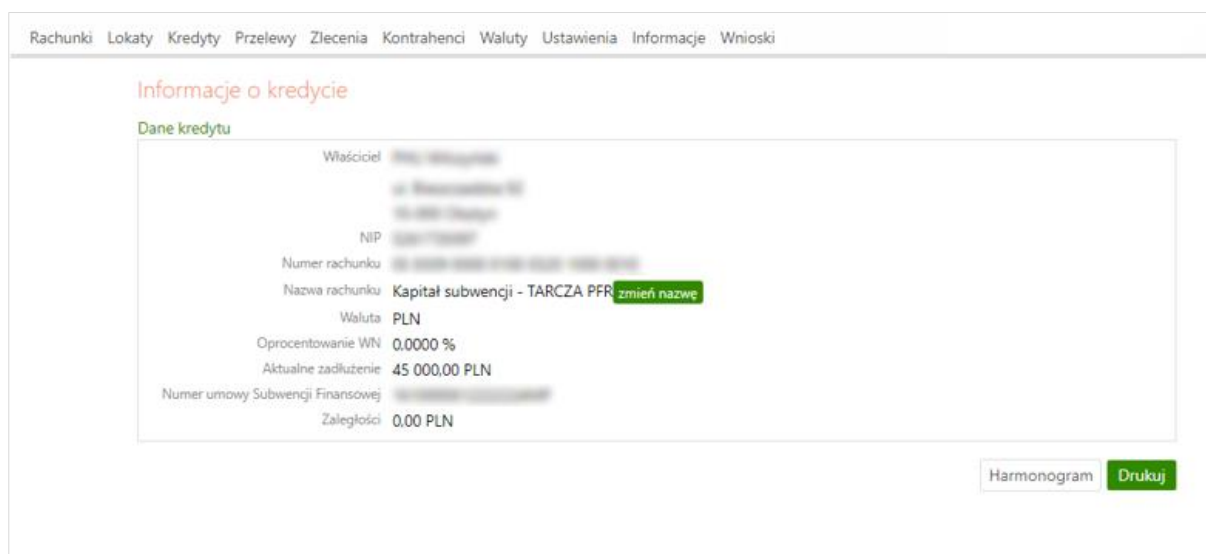 Rachunki Lokaty Kredyty Przelewy Zlecenia Kontrahenci Waluty Ustawienia Informacje Wnioski
Informacje o kredycie
Dane kredytu
Właściciel
NIP
Numer rachunku
Nazwa rachunku Kapitał subwencji - TARCZA PFR zmień nazwę
Waluta PLN
Oprocentowanie WN 0,0000 %
Aktualne zadłużenie 45 000,00 PLN
Numer umowy Subwencji Finansowej
Zaległości 0,00 PLN
Harmonogram Drukuj